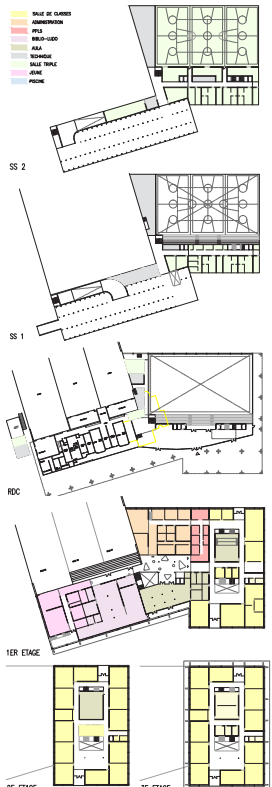 SALLE DE CLASSES
ADMINISTRATION
PPLS
BIBLIO-LUDO
AULA
TECHNIQUE
SALLE TRIPLE
JEUNE
PISCINE
SS 2
SS 1
RDC
1ER ETAGE